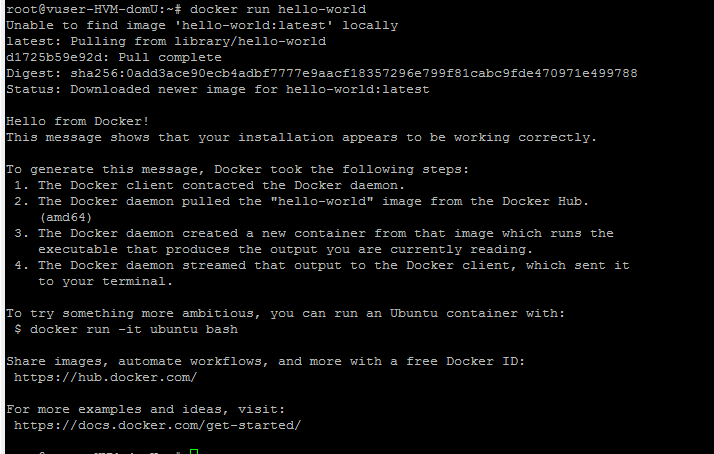 root@vuser-HVM-domU:~# docker run hello-world
Unable to find image 'hello-world:latest' locally
latest: Pulling from library/hello-world
d1725b59e92d: Pull complete
Digest: sha256:0add3ace90ecb4adbf7777e9aacf18357296e799f81cabc9fde470971e499788
Status: Downloaded newer image for hello-world:latest

Hello from Docker!
This message shows that your installation appears to be working correctly.

To generate this message, Docker took the following steps:
 1. The Docker client contacted the Docker daemon.
 2. The Docker daemon pulled the "hello-world" image from the Docker Hub.
    (amd64)
 3. The Docker daemon created a new container from that image which runs the
    executable that produces the output you are currently reading.
 4. The Docker daemon streamed that output to the Docker client, which sent it
    to your terminal.

To try something more ambitious, you can run an Ubuntu container with:
 $ docker run -it ubuntu bash

Share images, automate workflows, and more with a free Docker ID:
 https://hub.docker.com/

For more examples and ideas, visit:
 https://docs.docker.com/get-started/